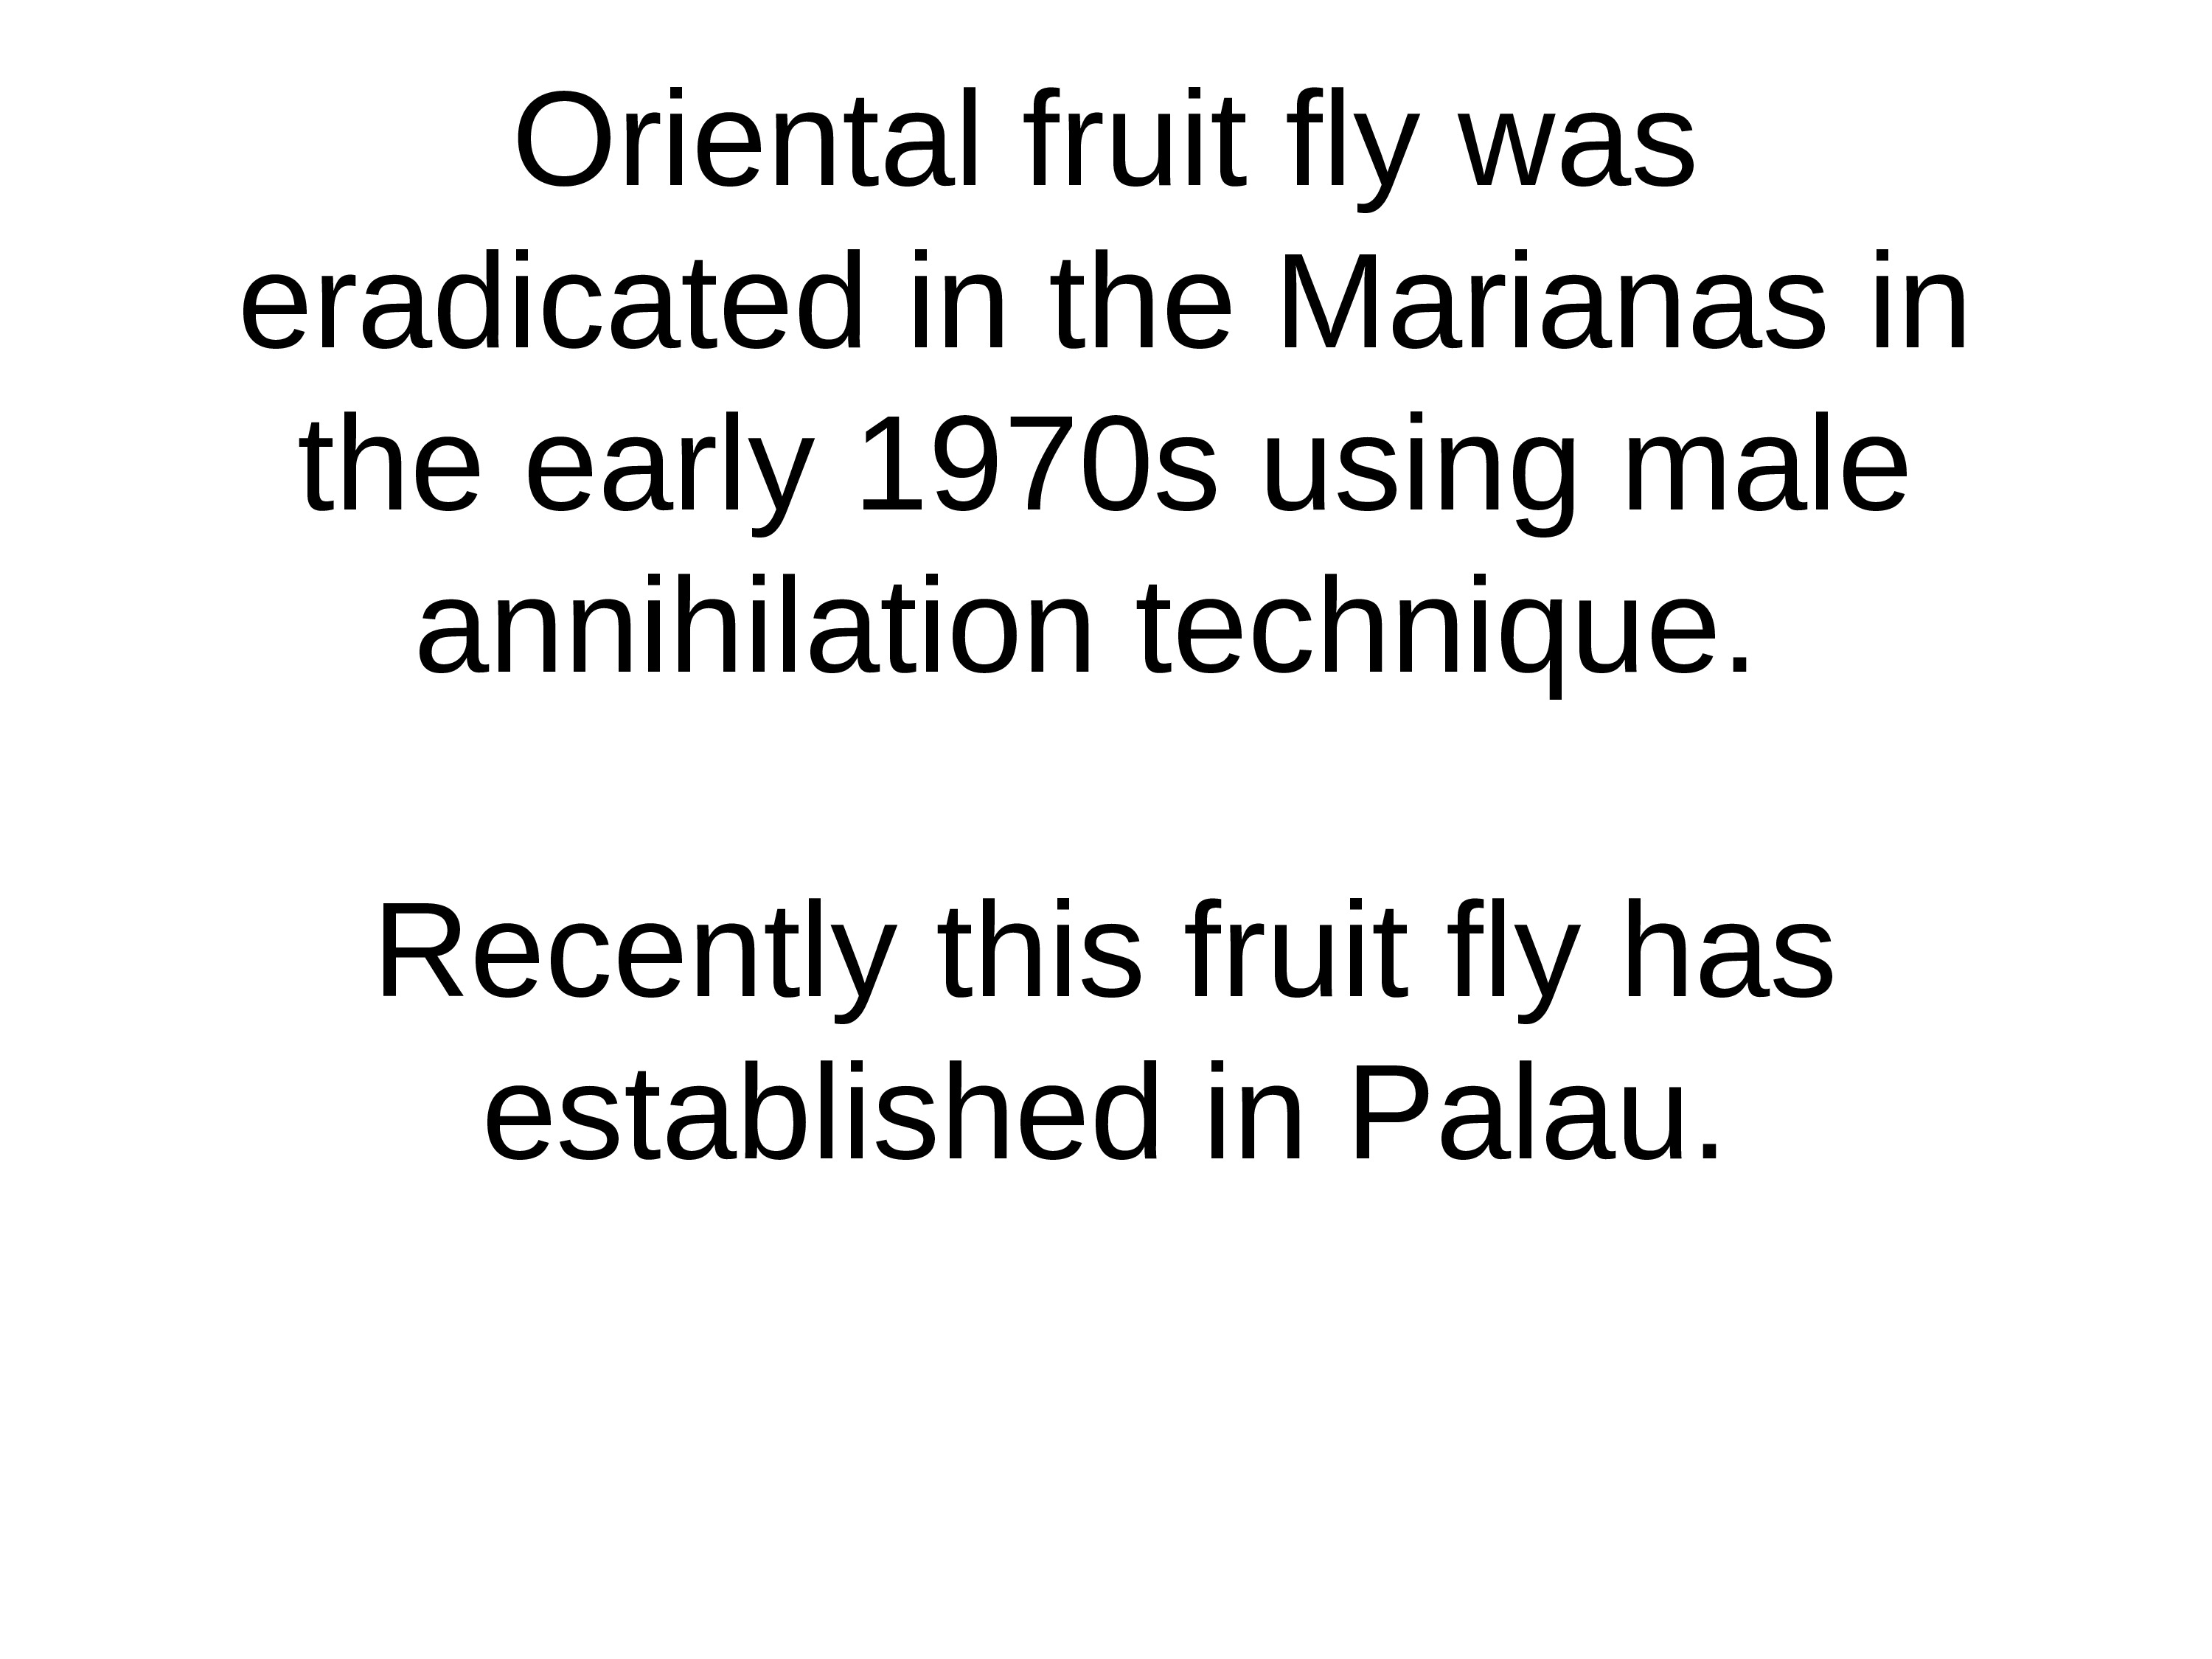 Oriental fruit fly was
eradicated in the Marianas in
the early 1970s using male
annihilation technique.
Recently this fruit fly has
established in Palau.